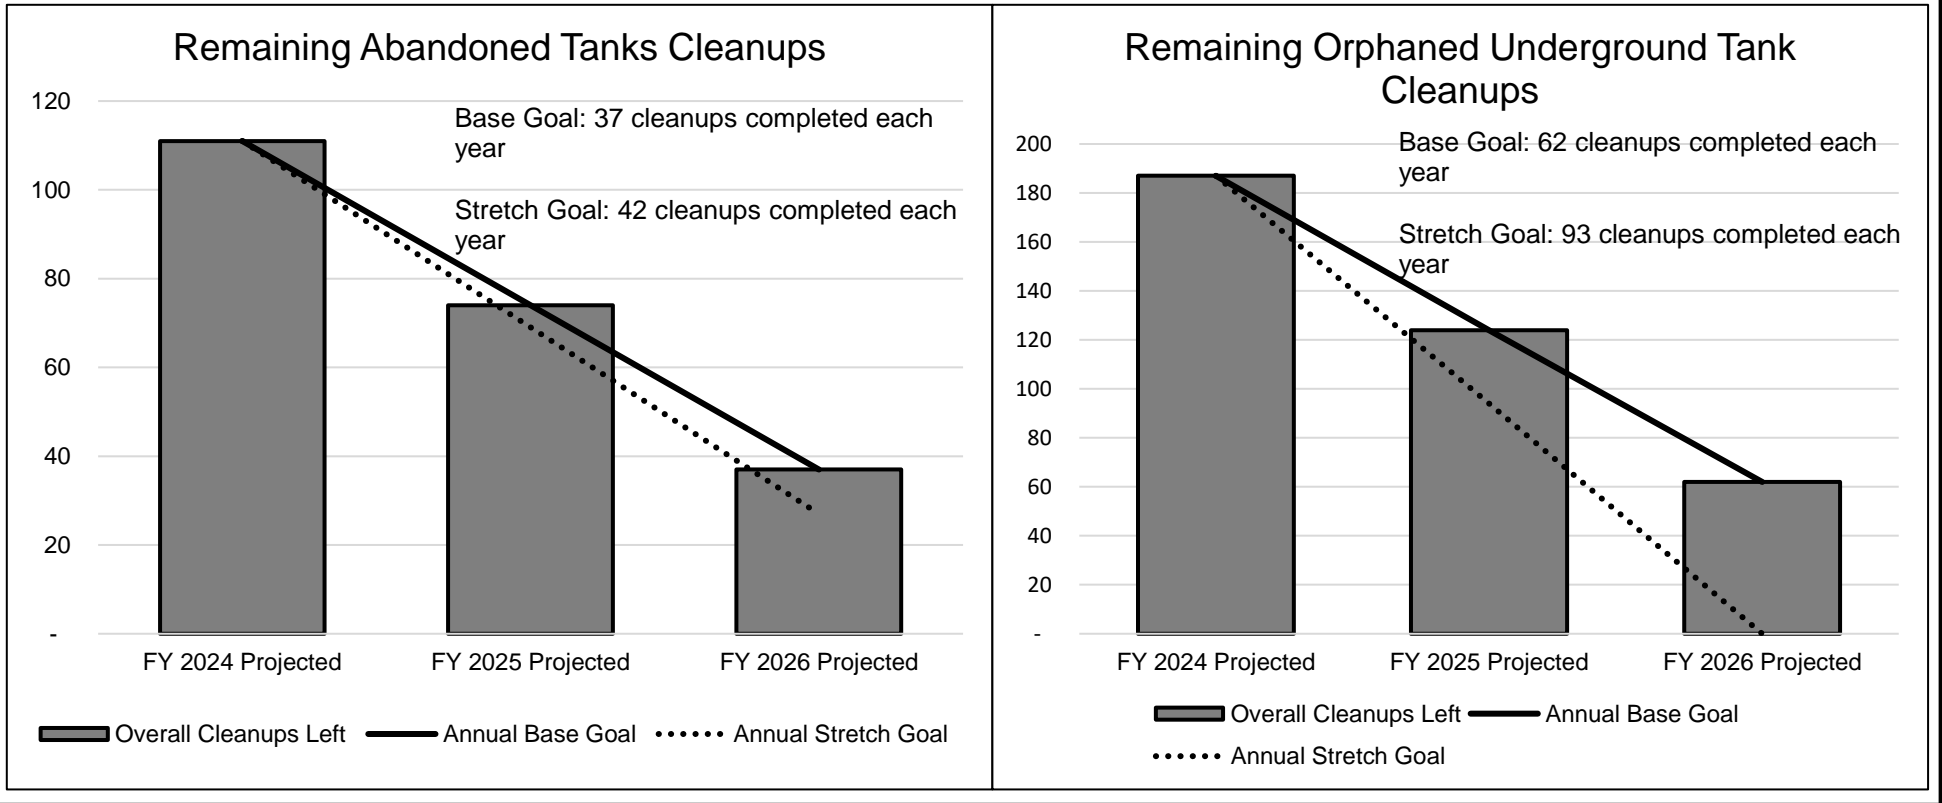 Remaining Abandoned Tanks Cleanups
120
100
80
60
40
20
-
Base Goal: 37 cleanups completed each
year
Stretch Goal: 42 cleanups completed each
year
FY 2024 Projected
FY 2025 Projected
FY 2026 Projected
Overall Cleanups Left
Annual Base Goal
Annual Stretch Goal
Remaining Orphaned Underground Tank
Cleanups
200
180
160
140
120
100
80
60
40
20
-
Base Goal: 62 cleanups completed each
year
Stretch Goal: 93 cleanups completed each
year
FY 2024 Projected
FY 2025 Projected
FY 2026 Projected
Overall Cleanups Left
Annual Base Goal
Annual Stretch Goal